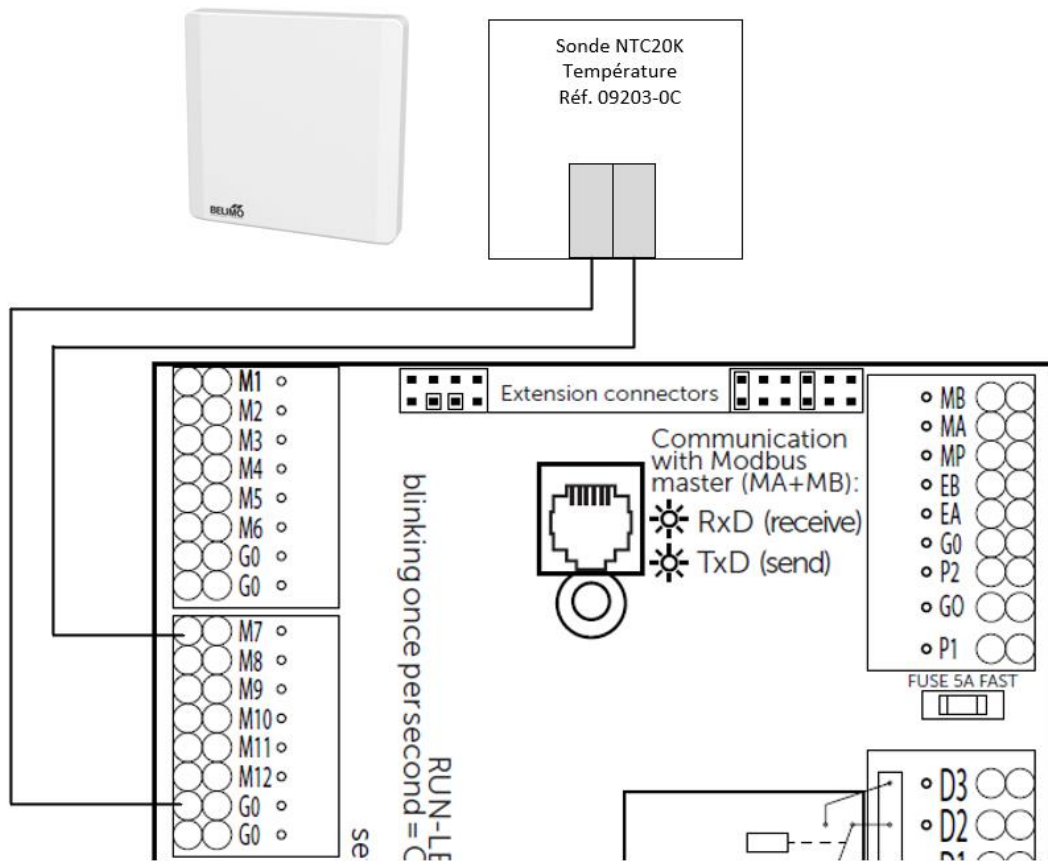 Sonde NTC20K
Température
Réf. 09203-0C
BELIMO
M1
M2
M3
M4
M5
M6
G0
G0
M7
M8
M9
M10
M11
M12
G0
G0
Extension connectors
Communication
with Modbus
master (MA+MB):
RxD (receive)
TxD (send)
blinking once per second = 
RUN-LE
se
MB
MA
MP
EB
EA
G0
P2
GO
P1
FUSE 5A FAST
D3
D2
D1